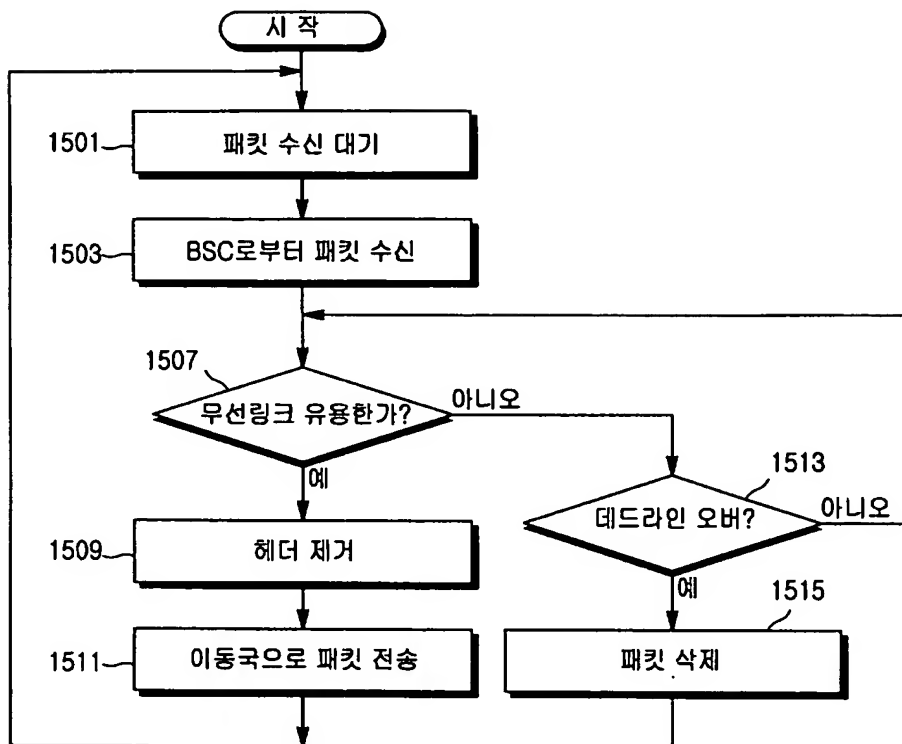 시 작
1501
패킷 수신 대기
1503
BSC로부터 패킷 수신
1507
무선링크 유용한가?
아니오
예
1513
데드라인 오버?
아니오
예
1509
헤더 제거
1515
1511
이동국으로 패킷 전송
패킷 삭제